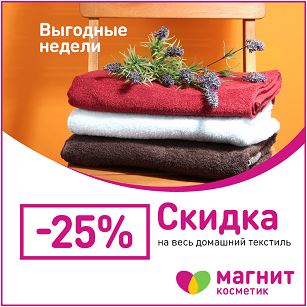 Выгодные
недели
-25%
Скидка
на весь домашний текстиль
МАГНИТ
косметик